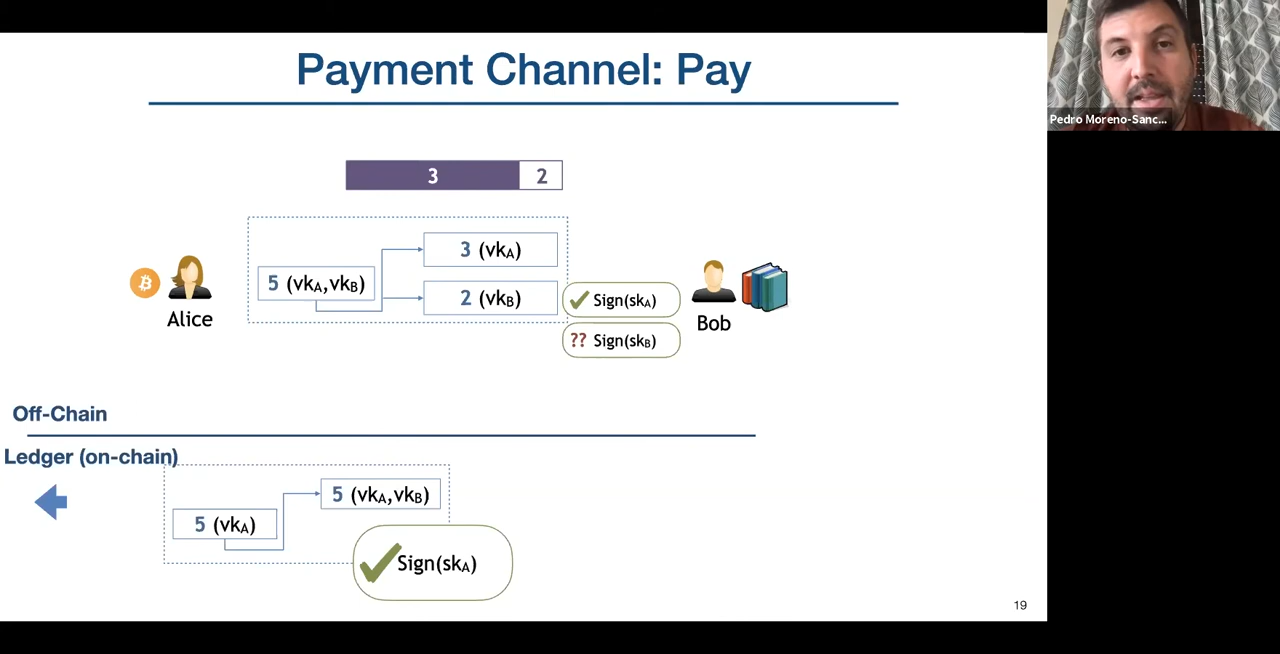 Payment Channel: Pay
Pedro Moreno-Sanc...
3 2
3 (vkA)
5 (vkA,vkB)
2 (vkB)
Sign(skA)
?? Sign(skB)
Alice
Bob
Off-Chain
Ledger (on-chain)
5 (vkA,vkB)
5 (vkA)
Sign(skA)
19